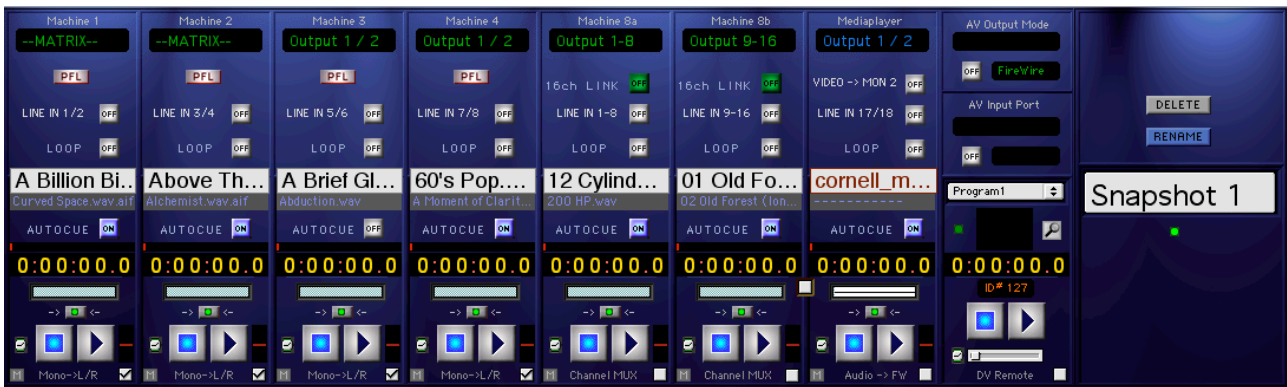 Machine 1 Machine 2 Machine 3 Machine 4 Machine 8a Machine 8b Mediaplayer AV Output Mode
--MATRIX-- --MATRIX-- Output 1 / 2 Output 1 / 2 Output 1-8 Output 9-16 Output 1 / 2
PFL PFL PFL PFL OFF FireWire
16ch LINK OFF 16ch LINK OFF VIDEO -> MON 2 OFF
LINE IN 1/2 OFF LINE IN 3/4 OFF LINE IN 5/6 OFF LINE IN 7/8 OFF LINE IN 1-8 OFF LINE IN 9-16 OFF LINE IN 17/18 OFF AV Input Port DELETE
RENAME
LOOP OFF LOOP OFF LOOP OFF LOOP OFF LOOP OFF LOOP OFF LOOP OFF OFF
A Billion Bi.. Above Th... A Brief Gl... 60's Pop.... 12 Cylind... 01 Old Fo... cornell_m... Program1 Snapshot 1
Curved Space.wav.aif Alchemist.wav.aif Abduction.wav A Moment of Clarit... 200 HP.wav 02 Old Forest (lon... -----------
AUTOCUE ON AUTOCUE ON AUTOCUE OFF AUTOCUE ON AUTOCUE ON AUTOCUE ON AUTOCUE ON
0:00:00.0 0:00:00.0 0:00:00.0 0:00:00.0 0:00:00.0 0:00:00.0 0:00:00.0 0:00:00.0
ID# 127
-> <- -> <- -> <- -> <- -> <- -> <- -> <-
M Mono->L/R M Mono->L/R M Mono->L/R M Mono->L/R M Channel MUX M Channel MUX M Audio -> FW DV Remote